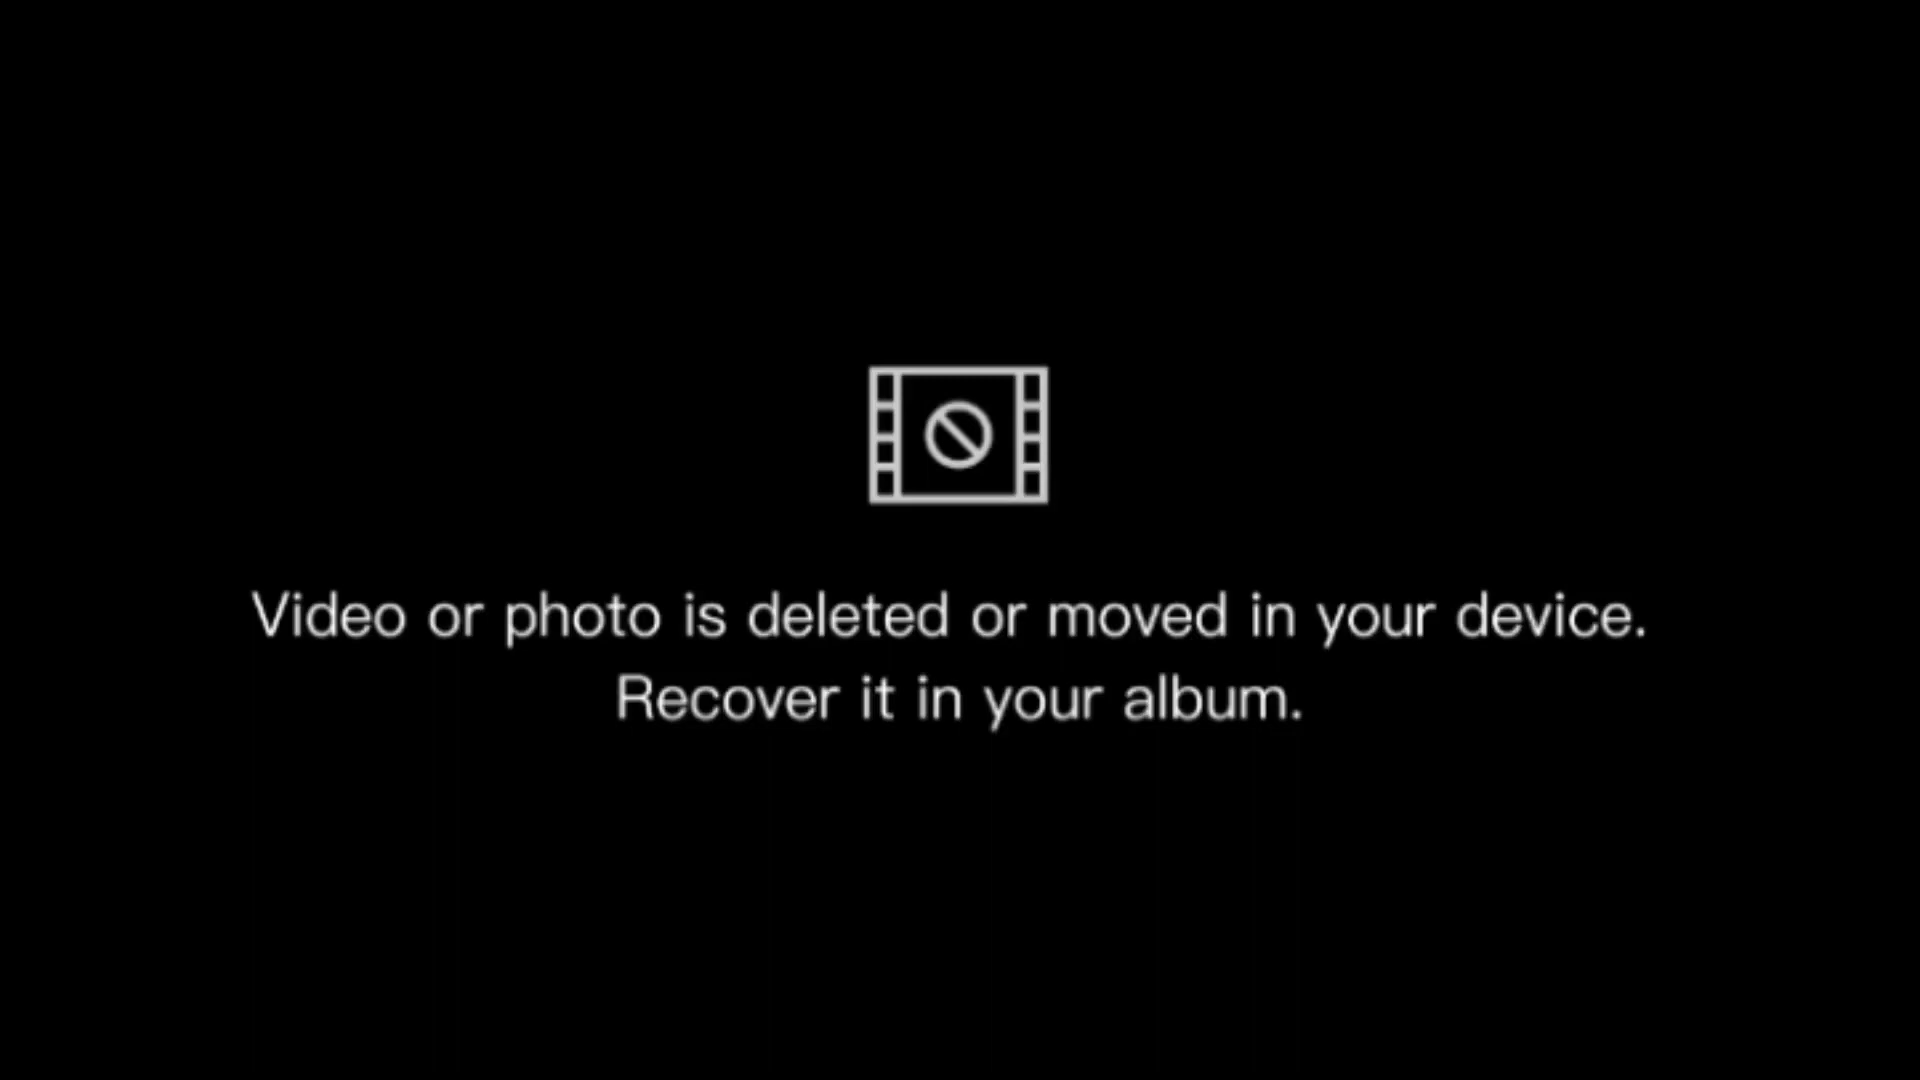 Video or photo is deleted or moved in your device.
Recover it in your album.